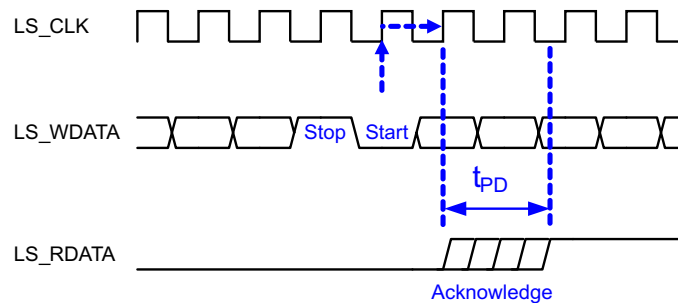 LS_CLK
LS_WDATA
Stop
Start
tPD
LS_RDATA
Acknowledge